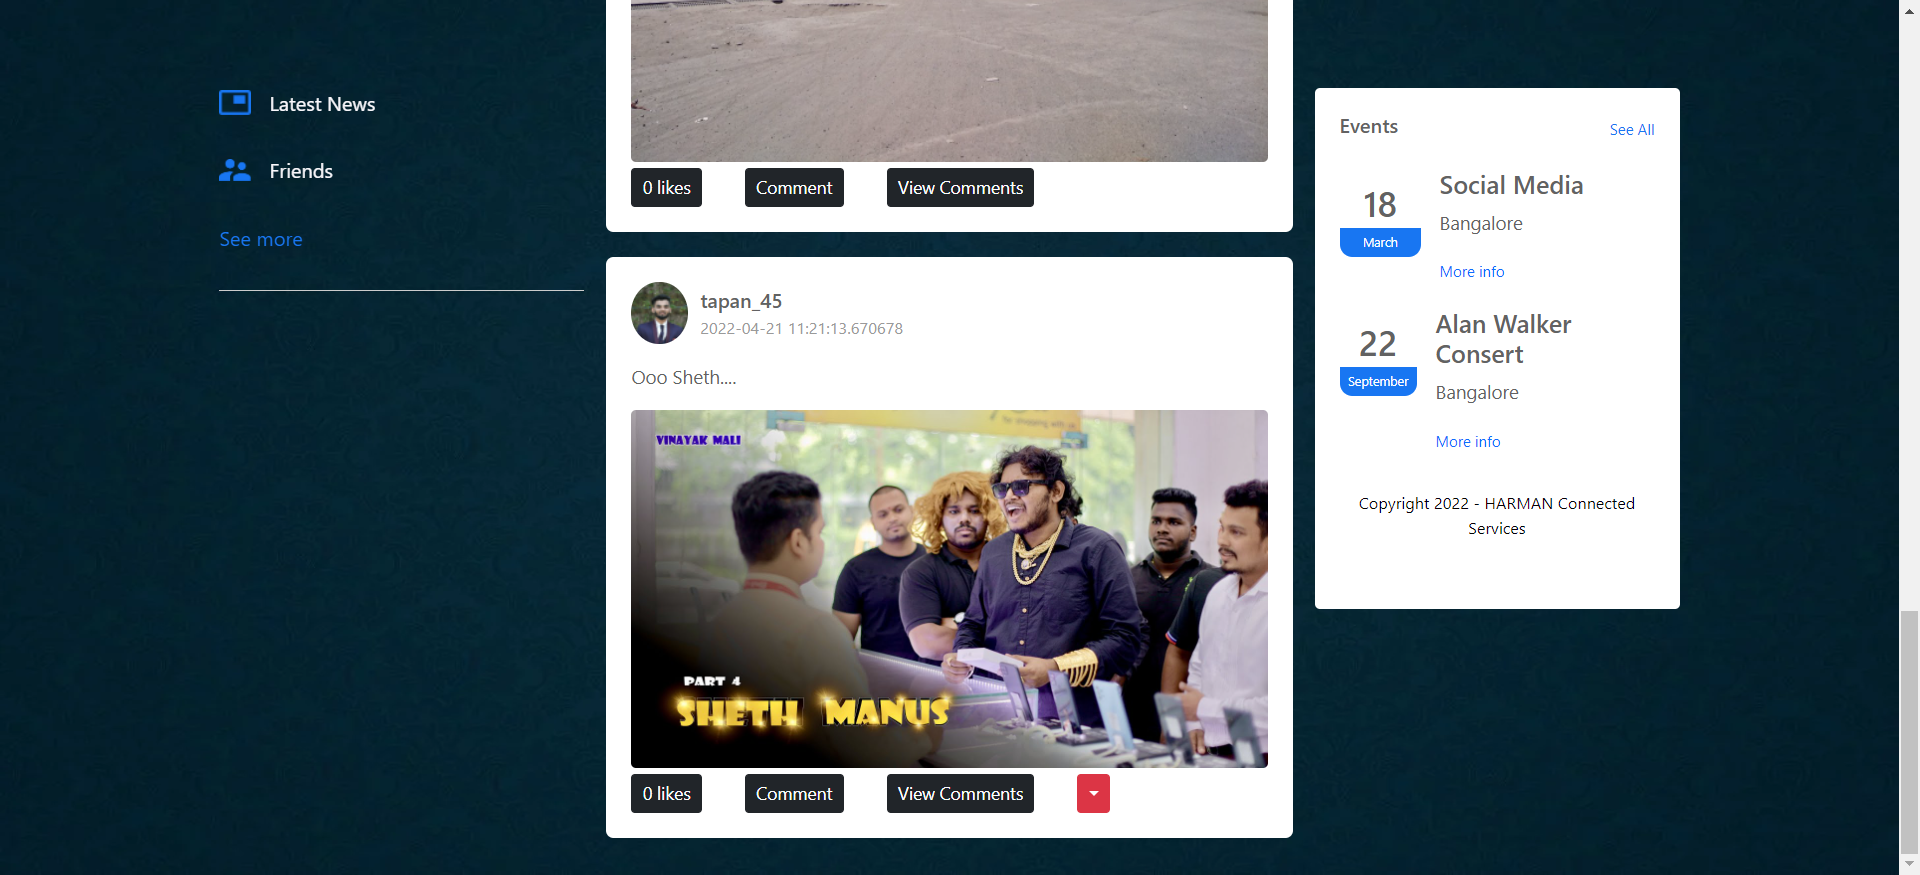 Latest News
Friends
See more
0 likes
Comment
View Comments
tapan_45
2022-04-21 11:21:13.670678
Ooo Sheth....
VINAYAK MALI
PART 4
SHETH MANUS
0 likes
Comment
View Comments
Events
See All
18
March
Social Media
Bangalore
More info
22
September
Alan Walker
Consert
Bangalore
More info
Copyright 2022 - HARMAN Connected
Services